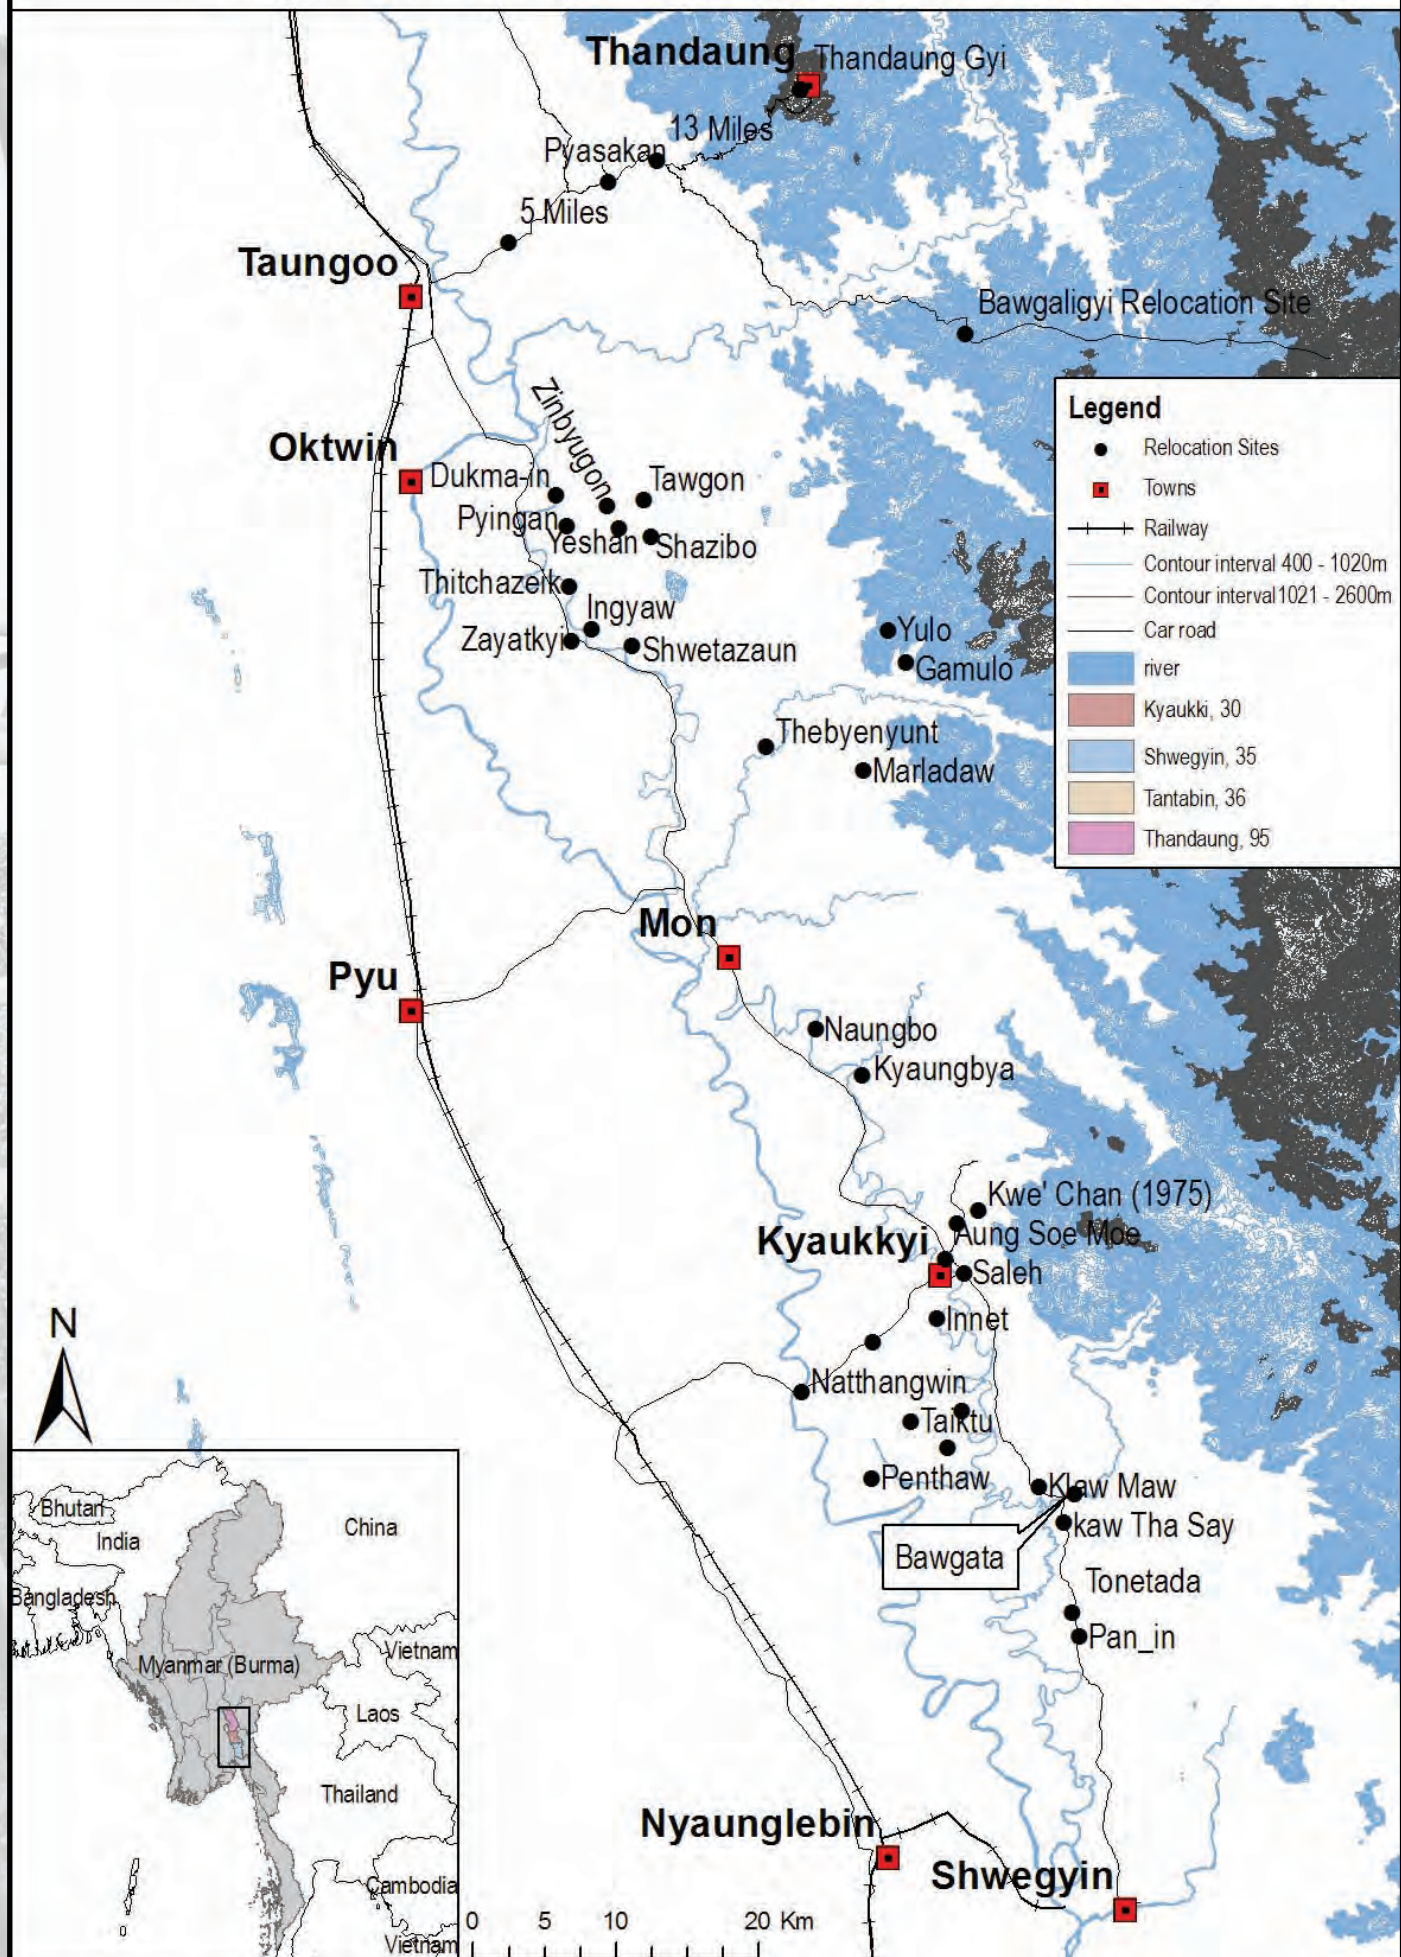 Thandaung
Thandaung Gyi
13 Miles
Pyasakan
5 Miles
Taungoo
Bawgaligyi Relocation Site
Legend
Relocation Sites
Towns
Railway
Contour interval 400 - 1020m
Contour interval1021 - 2600m
Car road
river
Kyaukki, 30
Shwegyin, 35
Tantabin, 36
Thandaung, 95
Zinbyugon
Oktwin
Dukma-in
Tawgon
Pyingan
Yeshan
Shazibo
Thitchazeik
Ingyaw
Zayatkyi
Shwetazaun
Yulo
Gamulo
Thebyenyunt
Marladaw
Mon
Pyu
Naungbo
Kyaungbya
Kwe' Chan (1975)
Aung Soe Moe
Kyaukkyi
Saleh
Innet
N
Natthangwin
Taiktu
Penthaw
Klaw Maw
kaw Tha Say
Bawgata
Tonetada
Pan_in
Bhutan
India
China
Bangladesh
Myanmar (Burma)
Vietnam
Laos
Thailand
Cambodia
Vietnam
Nyaunglebin
Shwegyin
0 5 10 20 Km